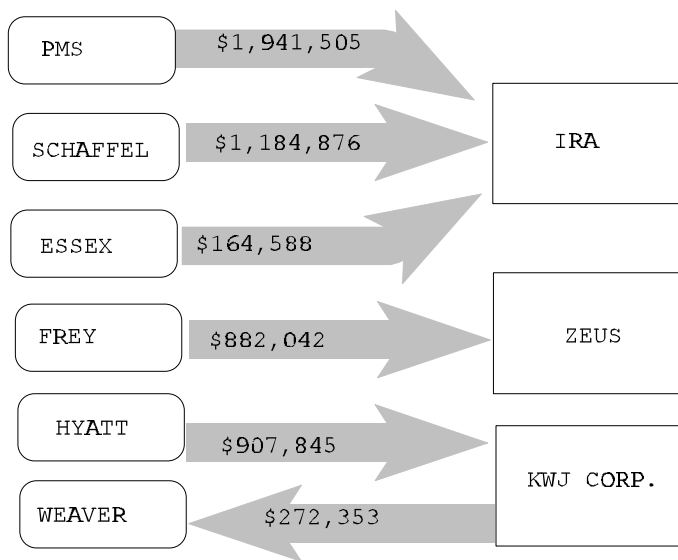 PMS
$1,941,505
SCHAFFEL
$1,184,876
IRA
ESSEX
$164,588
FREY
$882,042
ZEUS
HYATT
$907,845
KWJ CORP.
WEAVER
$272,353